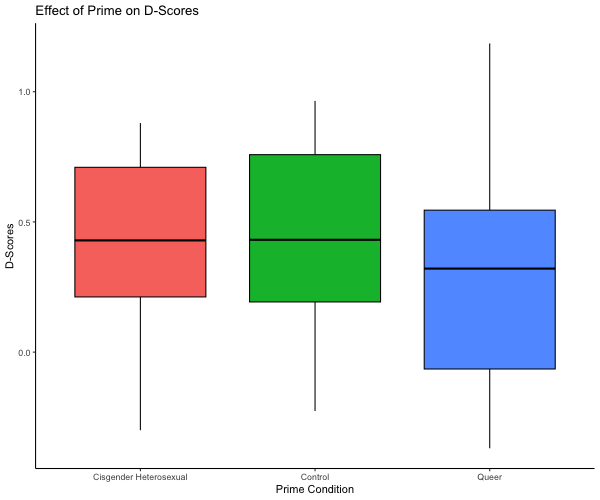 Effect of Prime on D-Scores
D-Scores
1.0
0.5
0.0
Cisgender Heterosexual
Control
Queer
Prime Condition